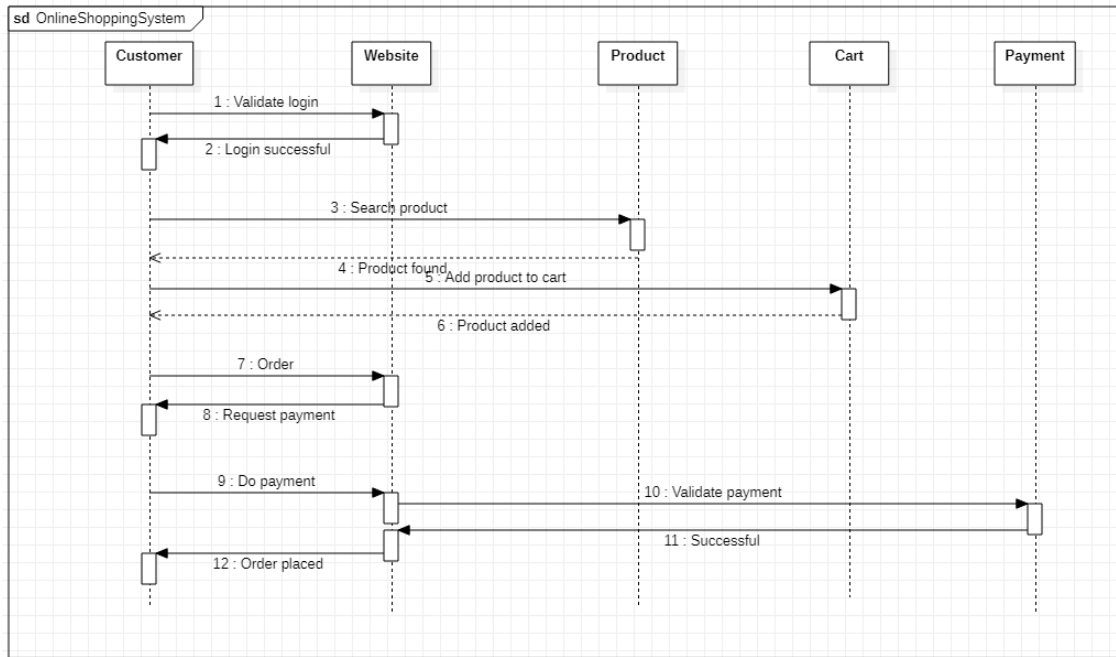 sd OnlineShoppingSystem
Customer Website Product Cart Payment
1 : Validate login
2 : Login successful
3 : Search product
4 : Product found
5 : Add product to cart
6 : Product added
7 : Order
8 : Request payment
9 : Do payment
10 : Validate payment
11 : Successful
12 : Order placed